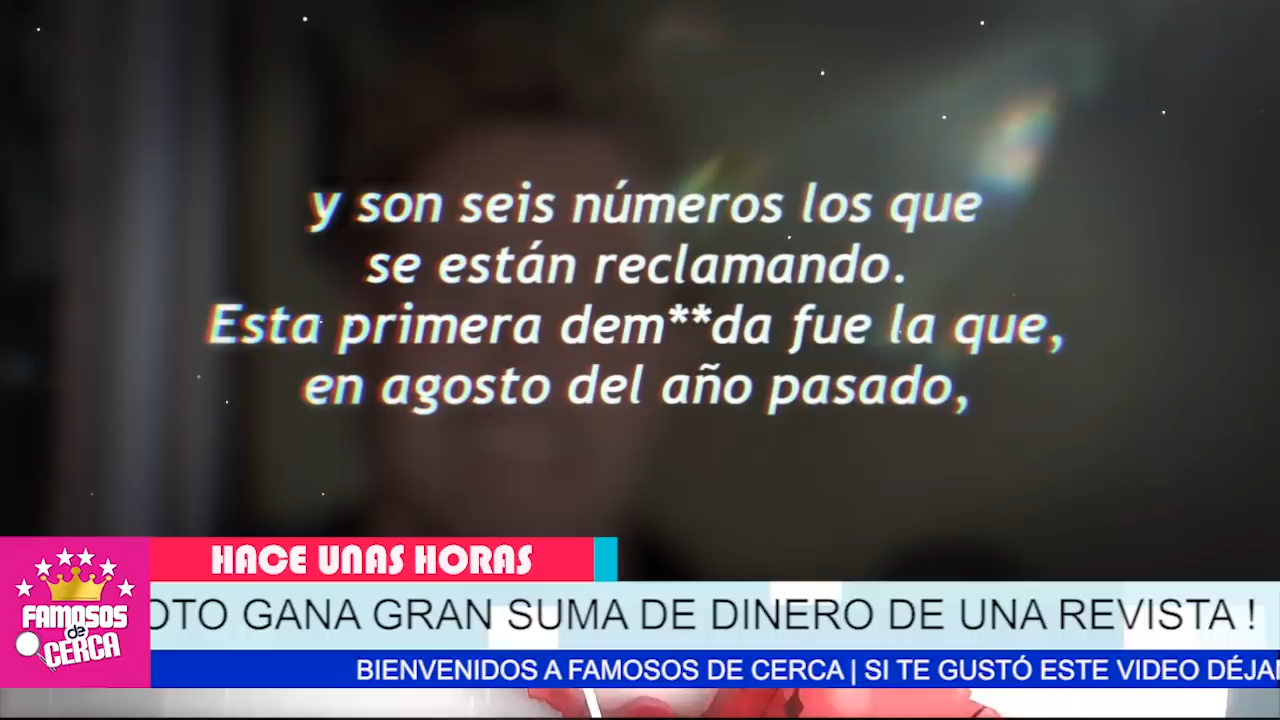 y son seis números los que
se están reclamando.
Esta primera dem**da fue la que,
en agosto del año pasado,
HACE UNAS HORAS
FAMOSOS
de
CERCA
OTO GANA GRAN SUMA DE DINERO DE UNA REVISTA !
BIENVENIDOS A FAMOSOS DE CERCA | SI TE GUSTÓ ESTE VIDEO DÉJA